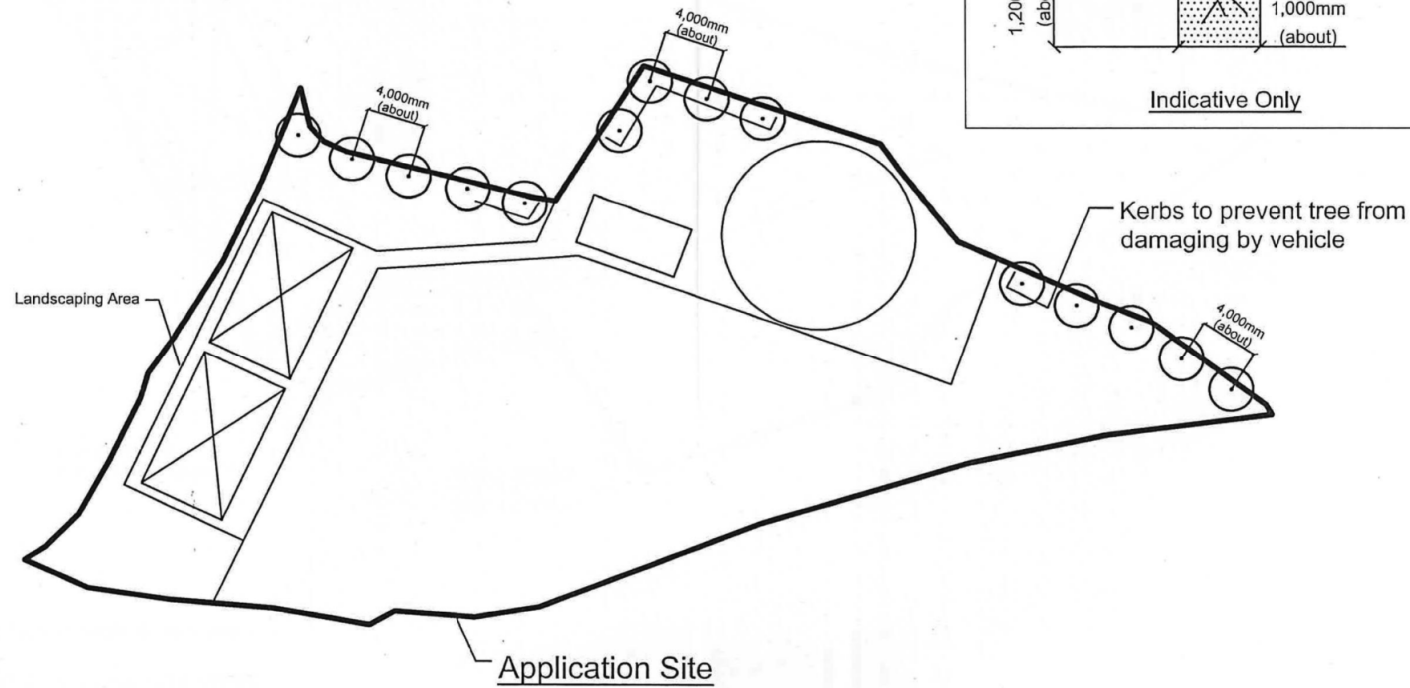 4,000mm
(about)
1,000mm
(about)
Indicative Only
4,000mm
(about)
Kerbs to prevent tree from
damaging by vehicle
Landscaping Area
4,000mm
(about)
Application Site